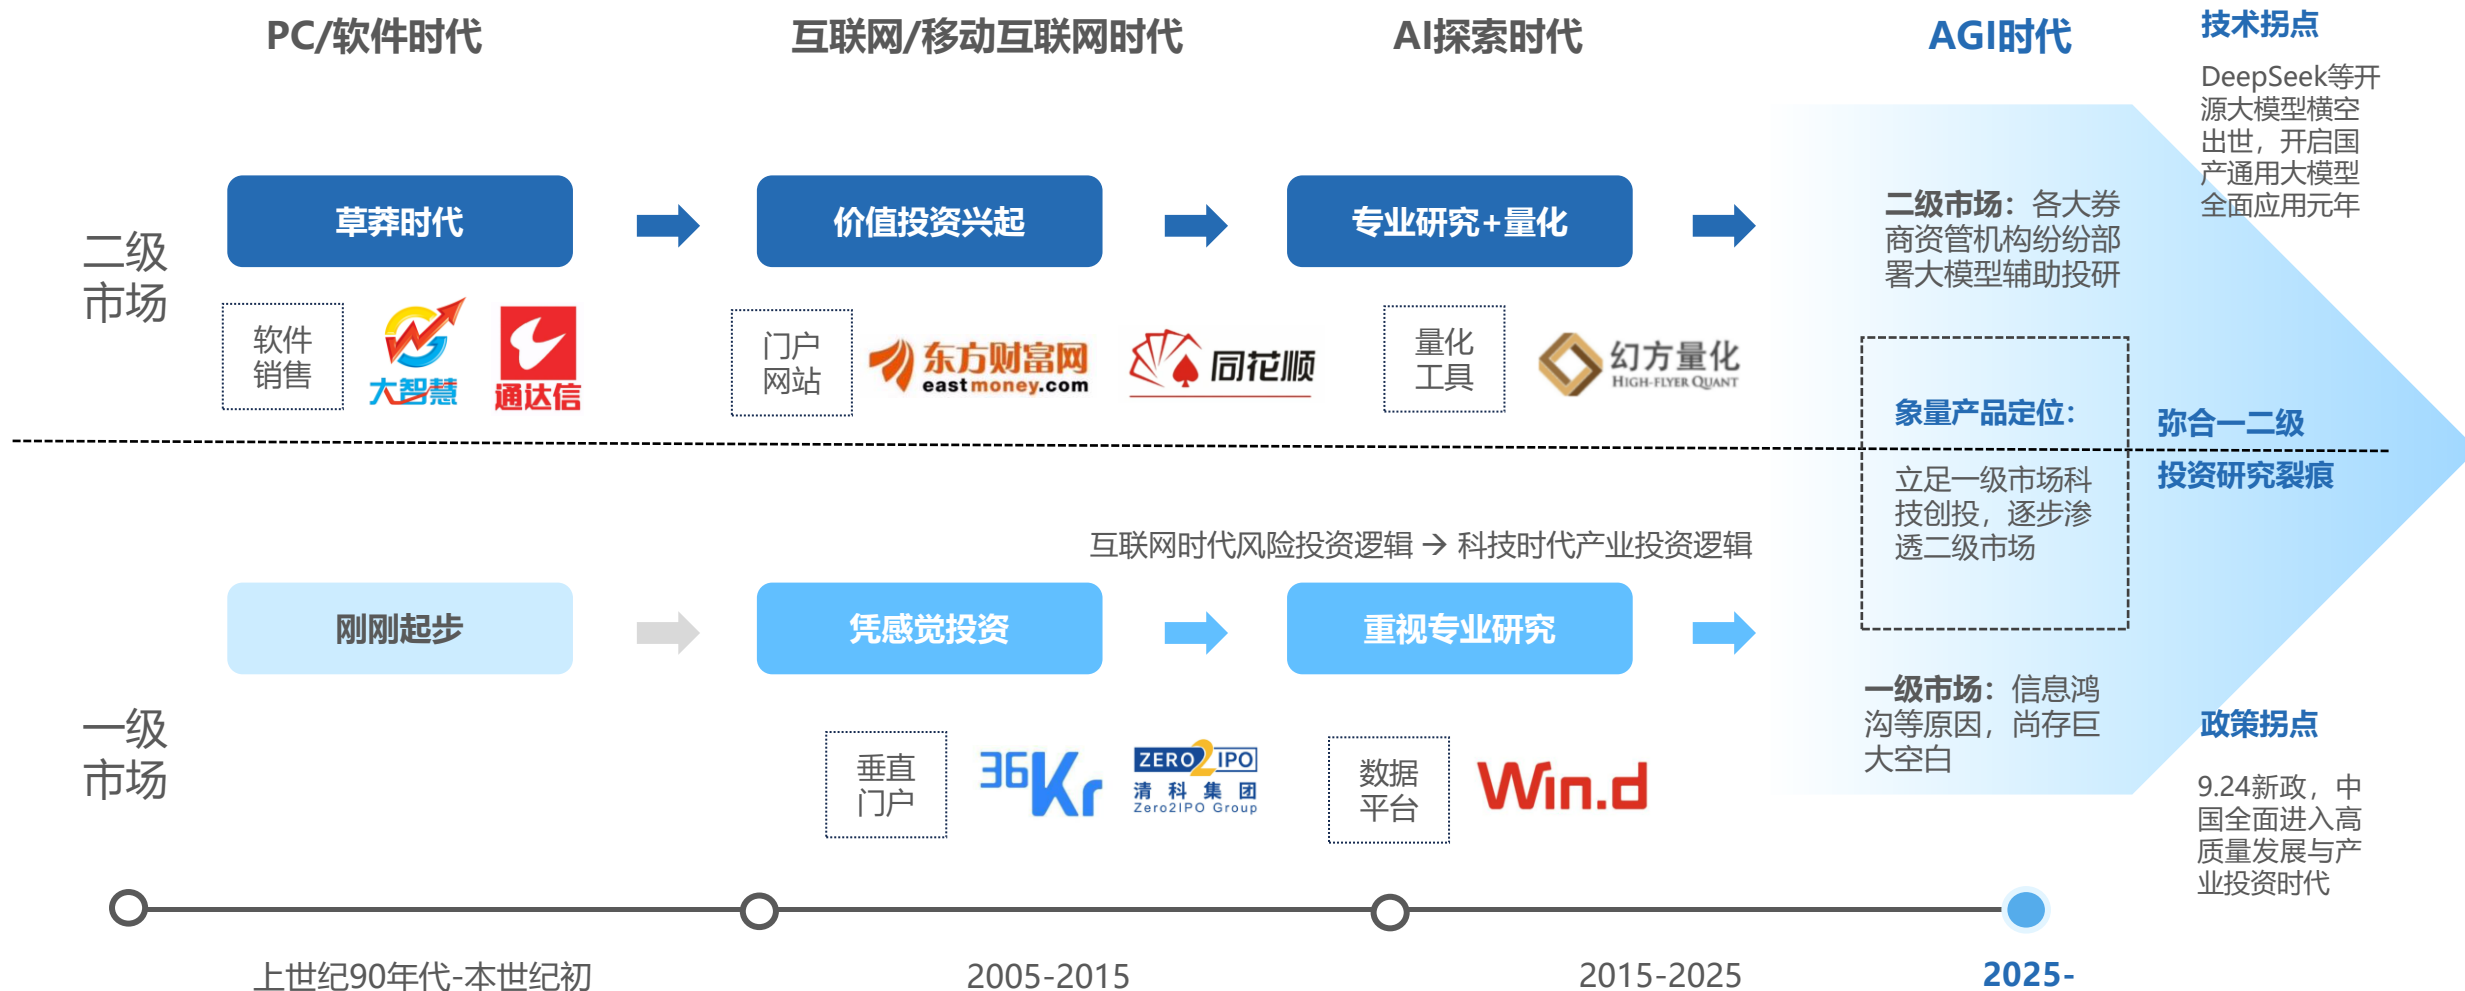 PC/软件时代
互联网/移动互联网时代
AI探索时代
AGI时代
技术拐点
DeepSeek等开
源大模型横空
出世，开启国
产通用大模型
全面应用元年
二级
市场
草莽时代
价值投资兴起
专业研究+量化
二级市场：各大券
商资管机构纷纷部
署大模型辅助投研
软件
销售
大智慧
通达信
门户
网站
东方财富网
eastmoney.com
同花顺
量化
工具
幻方量化
HIGH-FLYER QUANT
象量产品定位：
立足一级市场科
技创投，逐步渗
透二级市场
弥合一二级
投资研究裂痕
互联网时代风险投资逻辑 → 科技时代产业投资逻辑
一级
市场
刚刚起步
凭感觉投资
重视专业研究
一级市场：信息鸿
沟等原因，尚存巨
大空白
垂直
门户
36Kr
ZERO2IPO
清科集团
Zero2IPO Group
数据
平台
Win.d
政策拐点
9.24新政，中
国全面进入高
质量发展与产
业投资时代
上世纪90年代-本世纪初
2005-2015
2015-2025
2025-